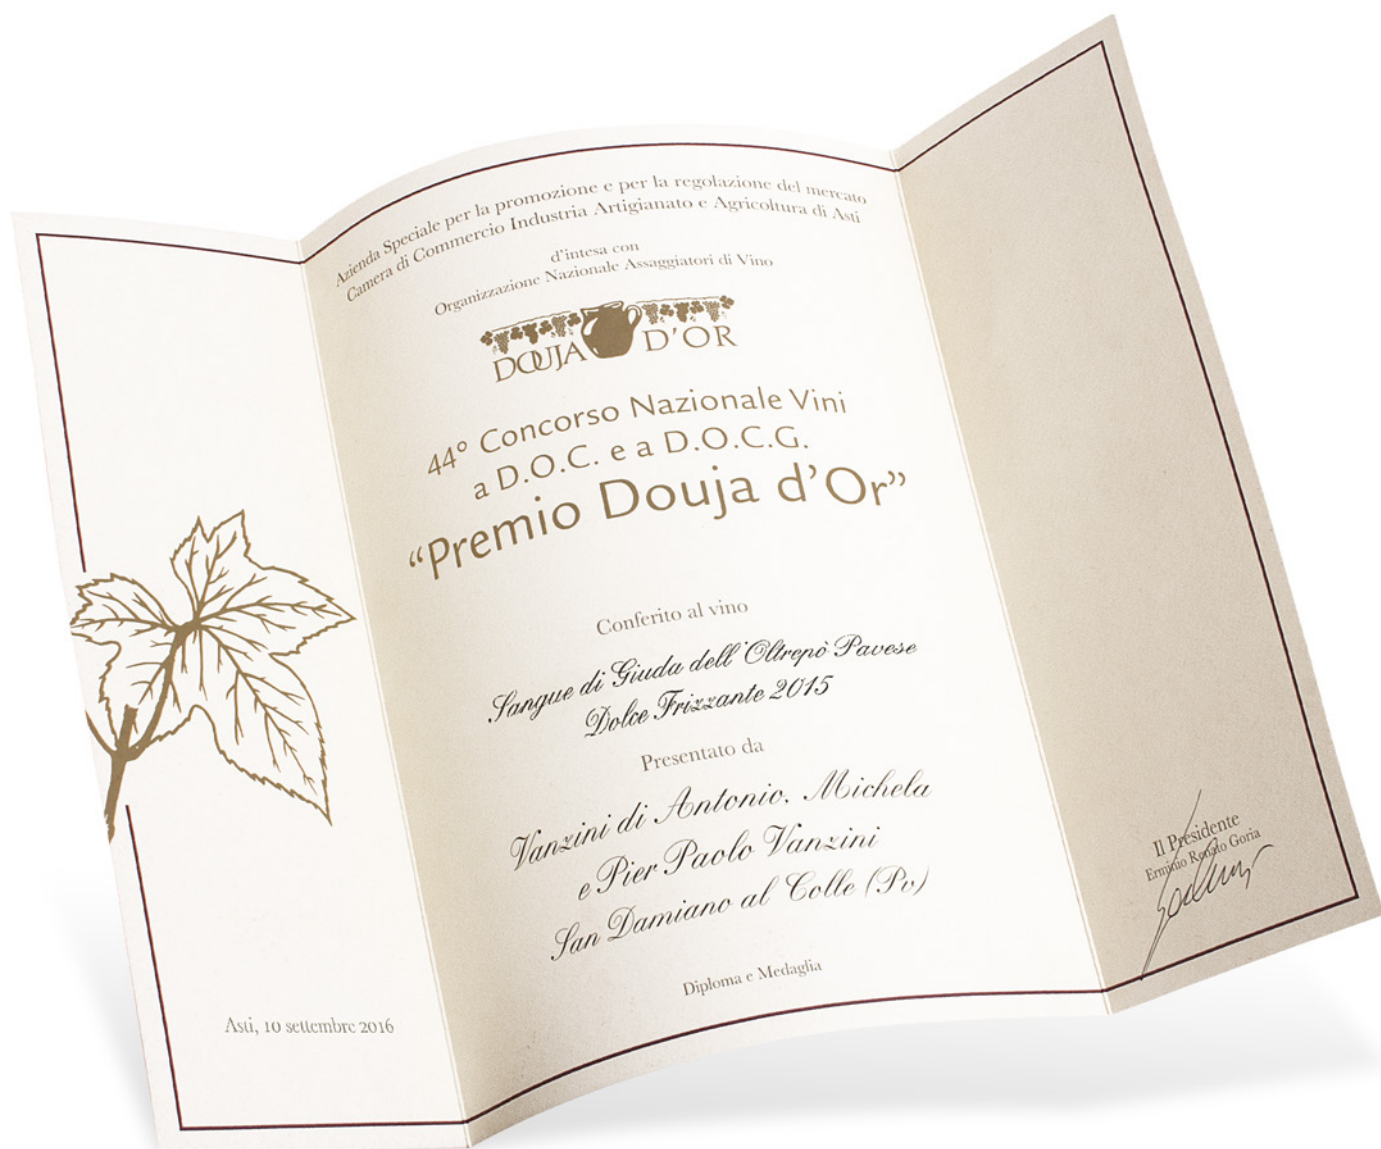 Azienda Speciale per la promozione e per la regolazione del mercato
Camera di Commercio Industria Artigianato e Agricoltura di Asti
d'intesa con
Organizzazione Nazionale Assaggiatori di Vino
DOUJA D'OR
44° Concorso Nazionale Vini
a D.O.C. e a D.O.C.G.
“Premio Douja d'Or”
Conferito al vino
Sangue di Giuda dell'Oltrepò Pavese
Dolce Frizzante 2015
Presentato da
Vanzini di Antonio, Michela
e Pier Paolo Vanzini
San Damiano al Colle (Pv)
Diploma e Medaglia
Asti, 10 settembre 2016
Il Presidente
Erminio Renato Goria